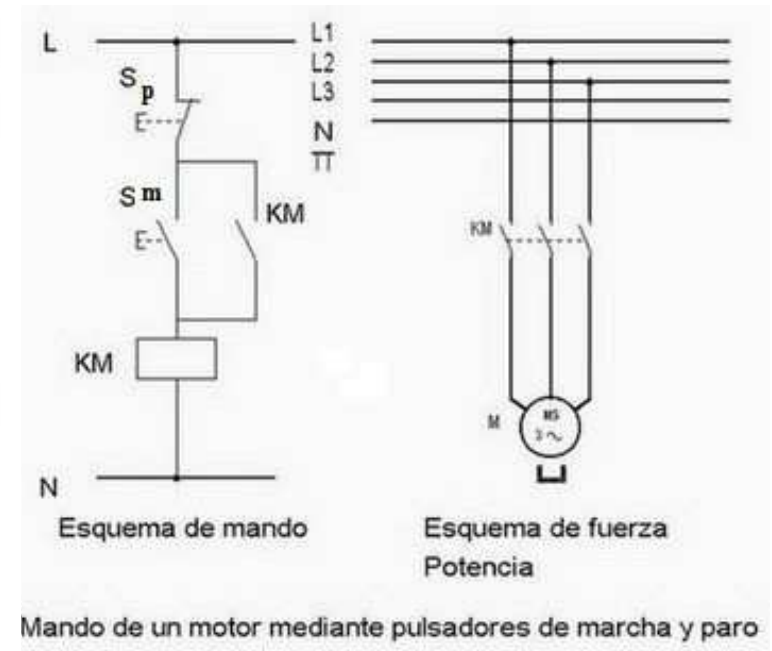 L
Sp
Sm
KM
KM
N
Esquema de mando
L1
L2
L3
N
KM
M
MS
3 ~
Esquema de fuerza
Potencia
Mando de un motor mediante pulsadores de marcha y paro